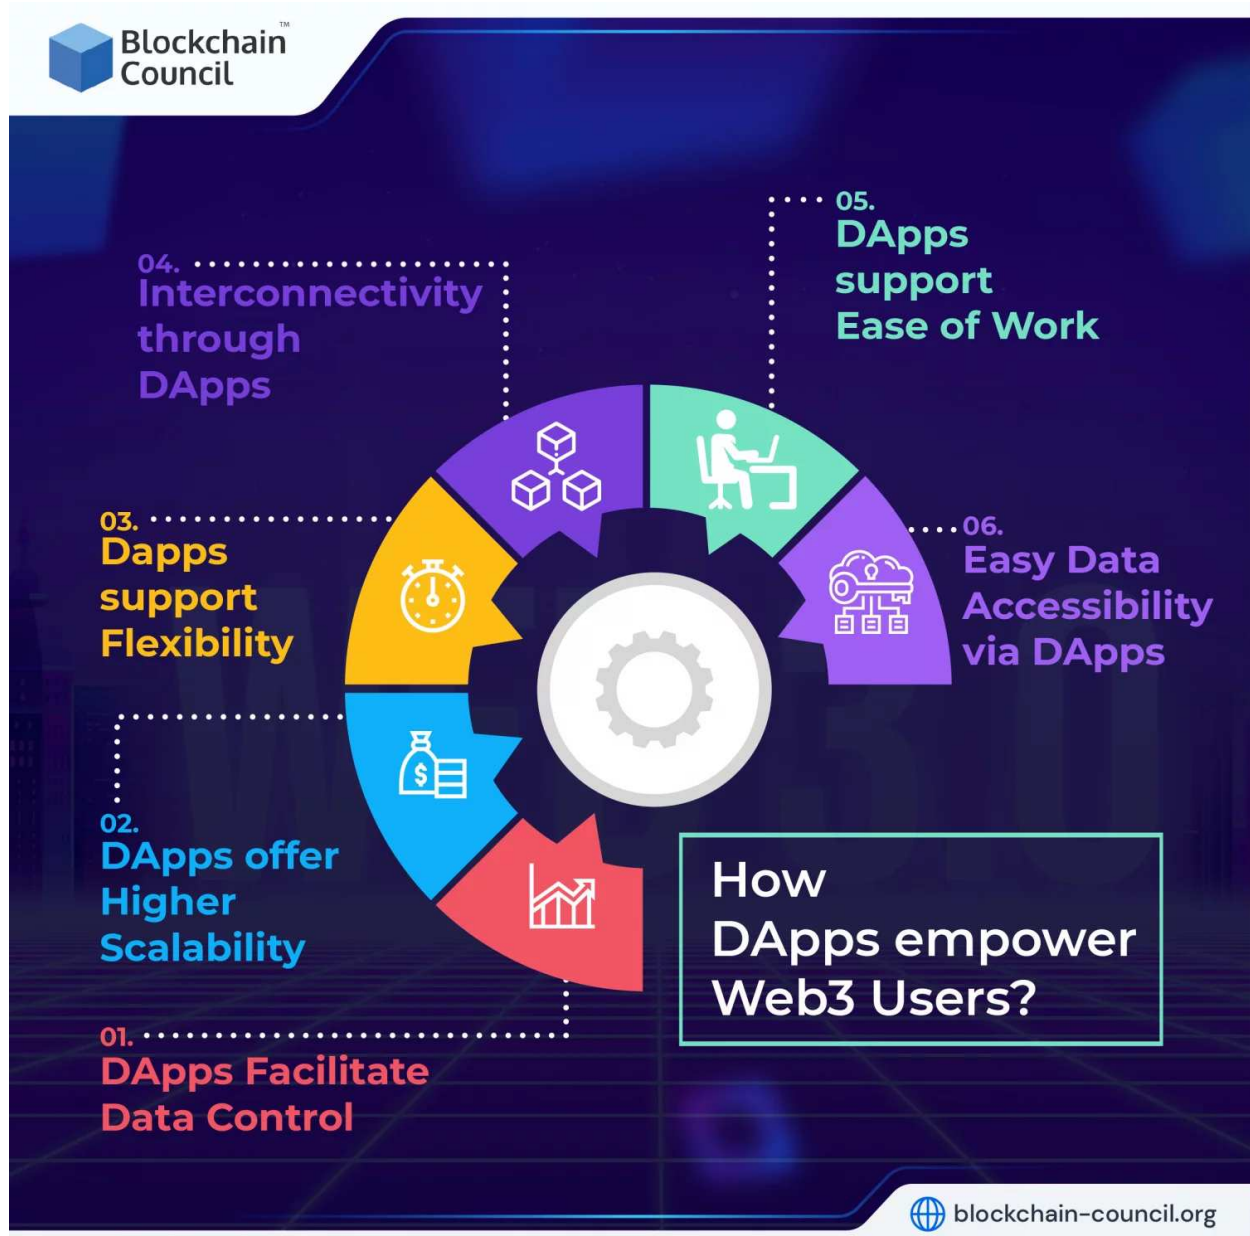 Blockchain™
Council
05.
DApps
support
Ease of Work
04.
Interconnectivity
through
DApps
03.
Dapps
support
Flexibility
06.
Easy Data
Accessibility
via DApps
$
02.
DApps offer
Higher
Scalability
How
DApps empower
Web3 Users?
01.
DApps Facilitate
Data Control
blockchain-council.org